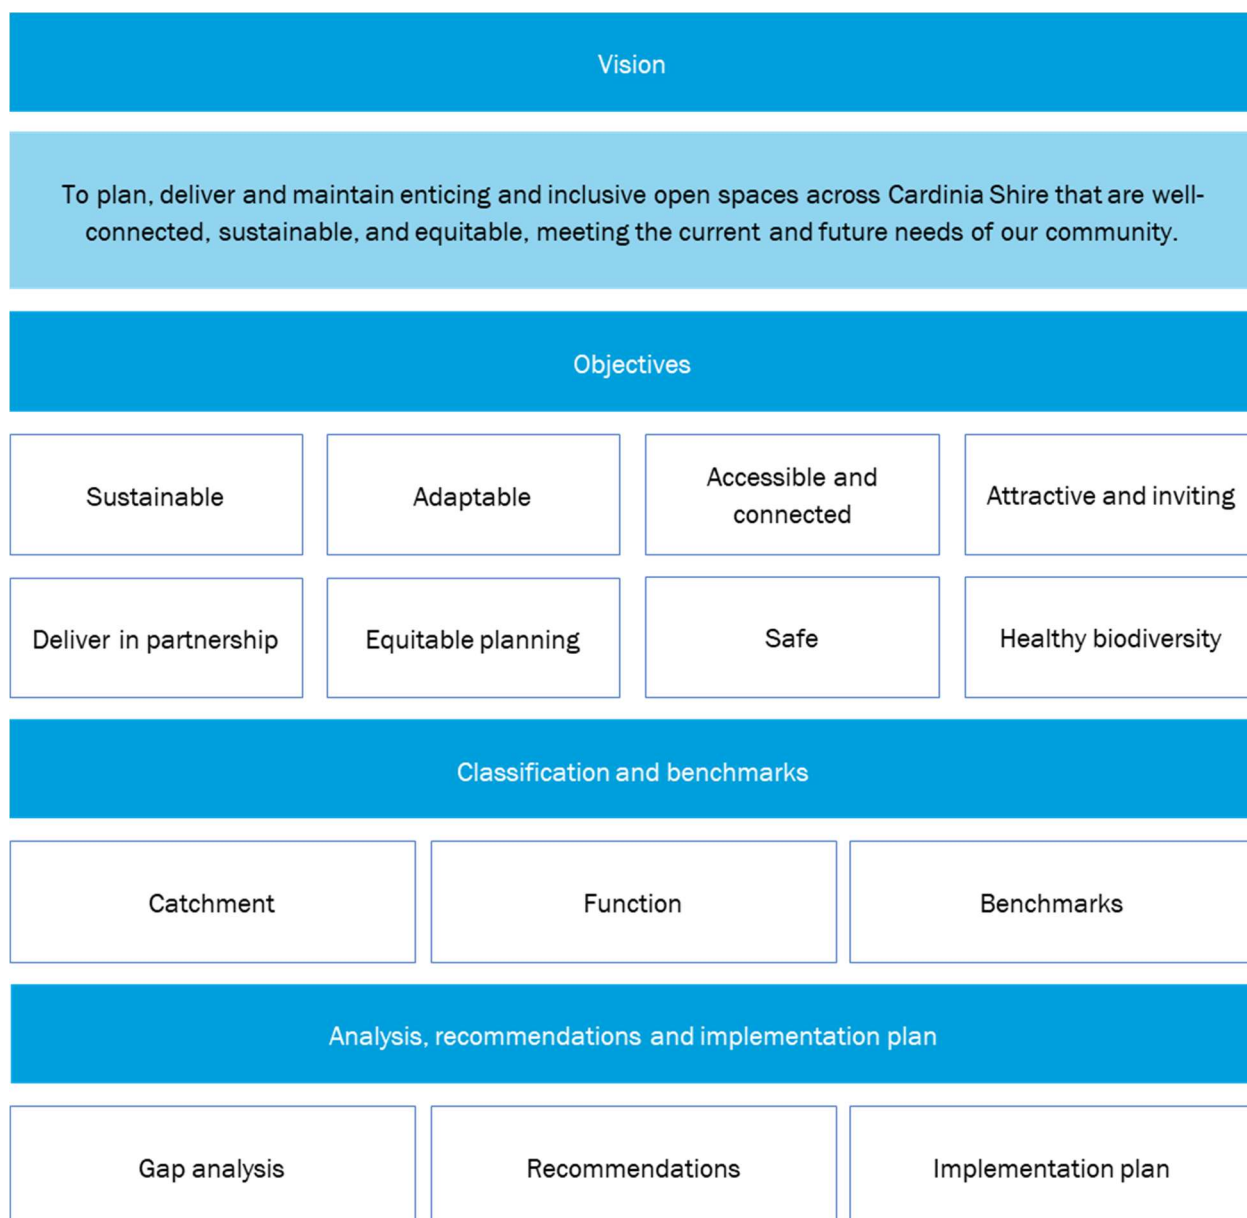 Vision
To plan, deliver and maintain enticing and inclusive open spaces across Cardinia Shire that are well-
connected, sustainable, and equitable, meeting the current and future needs of our community.
Objectives
Sustainable
Adaptable
Accessible and
connected
Attractive and inviting
Deliver in partnership
Equitable planning
Safe
Healthy biodiversity
Classification and benchmarks
Catchment
Function
Benchmarks
Analysis, recommendations and implementation plan
Gap analysis
Recommendations
Implementation plan